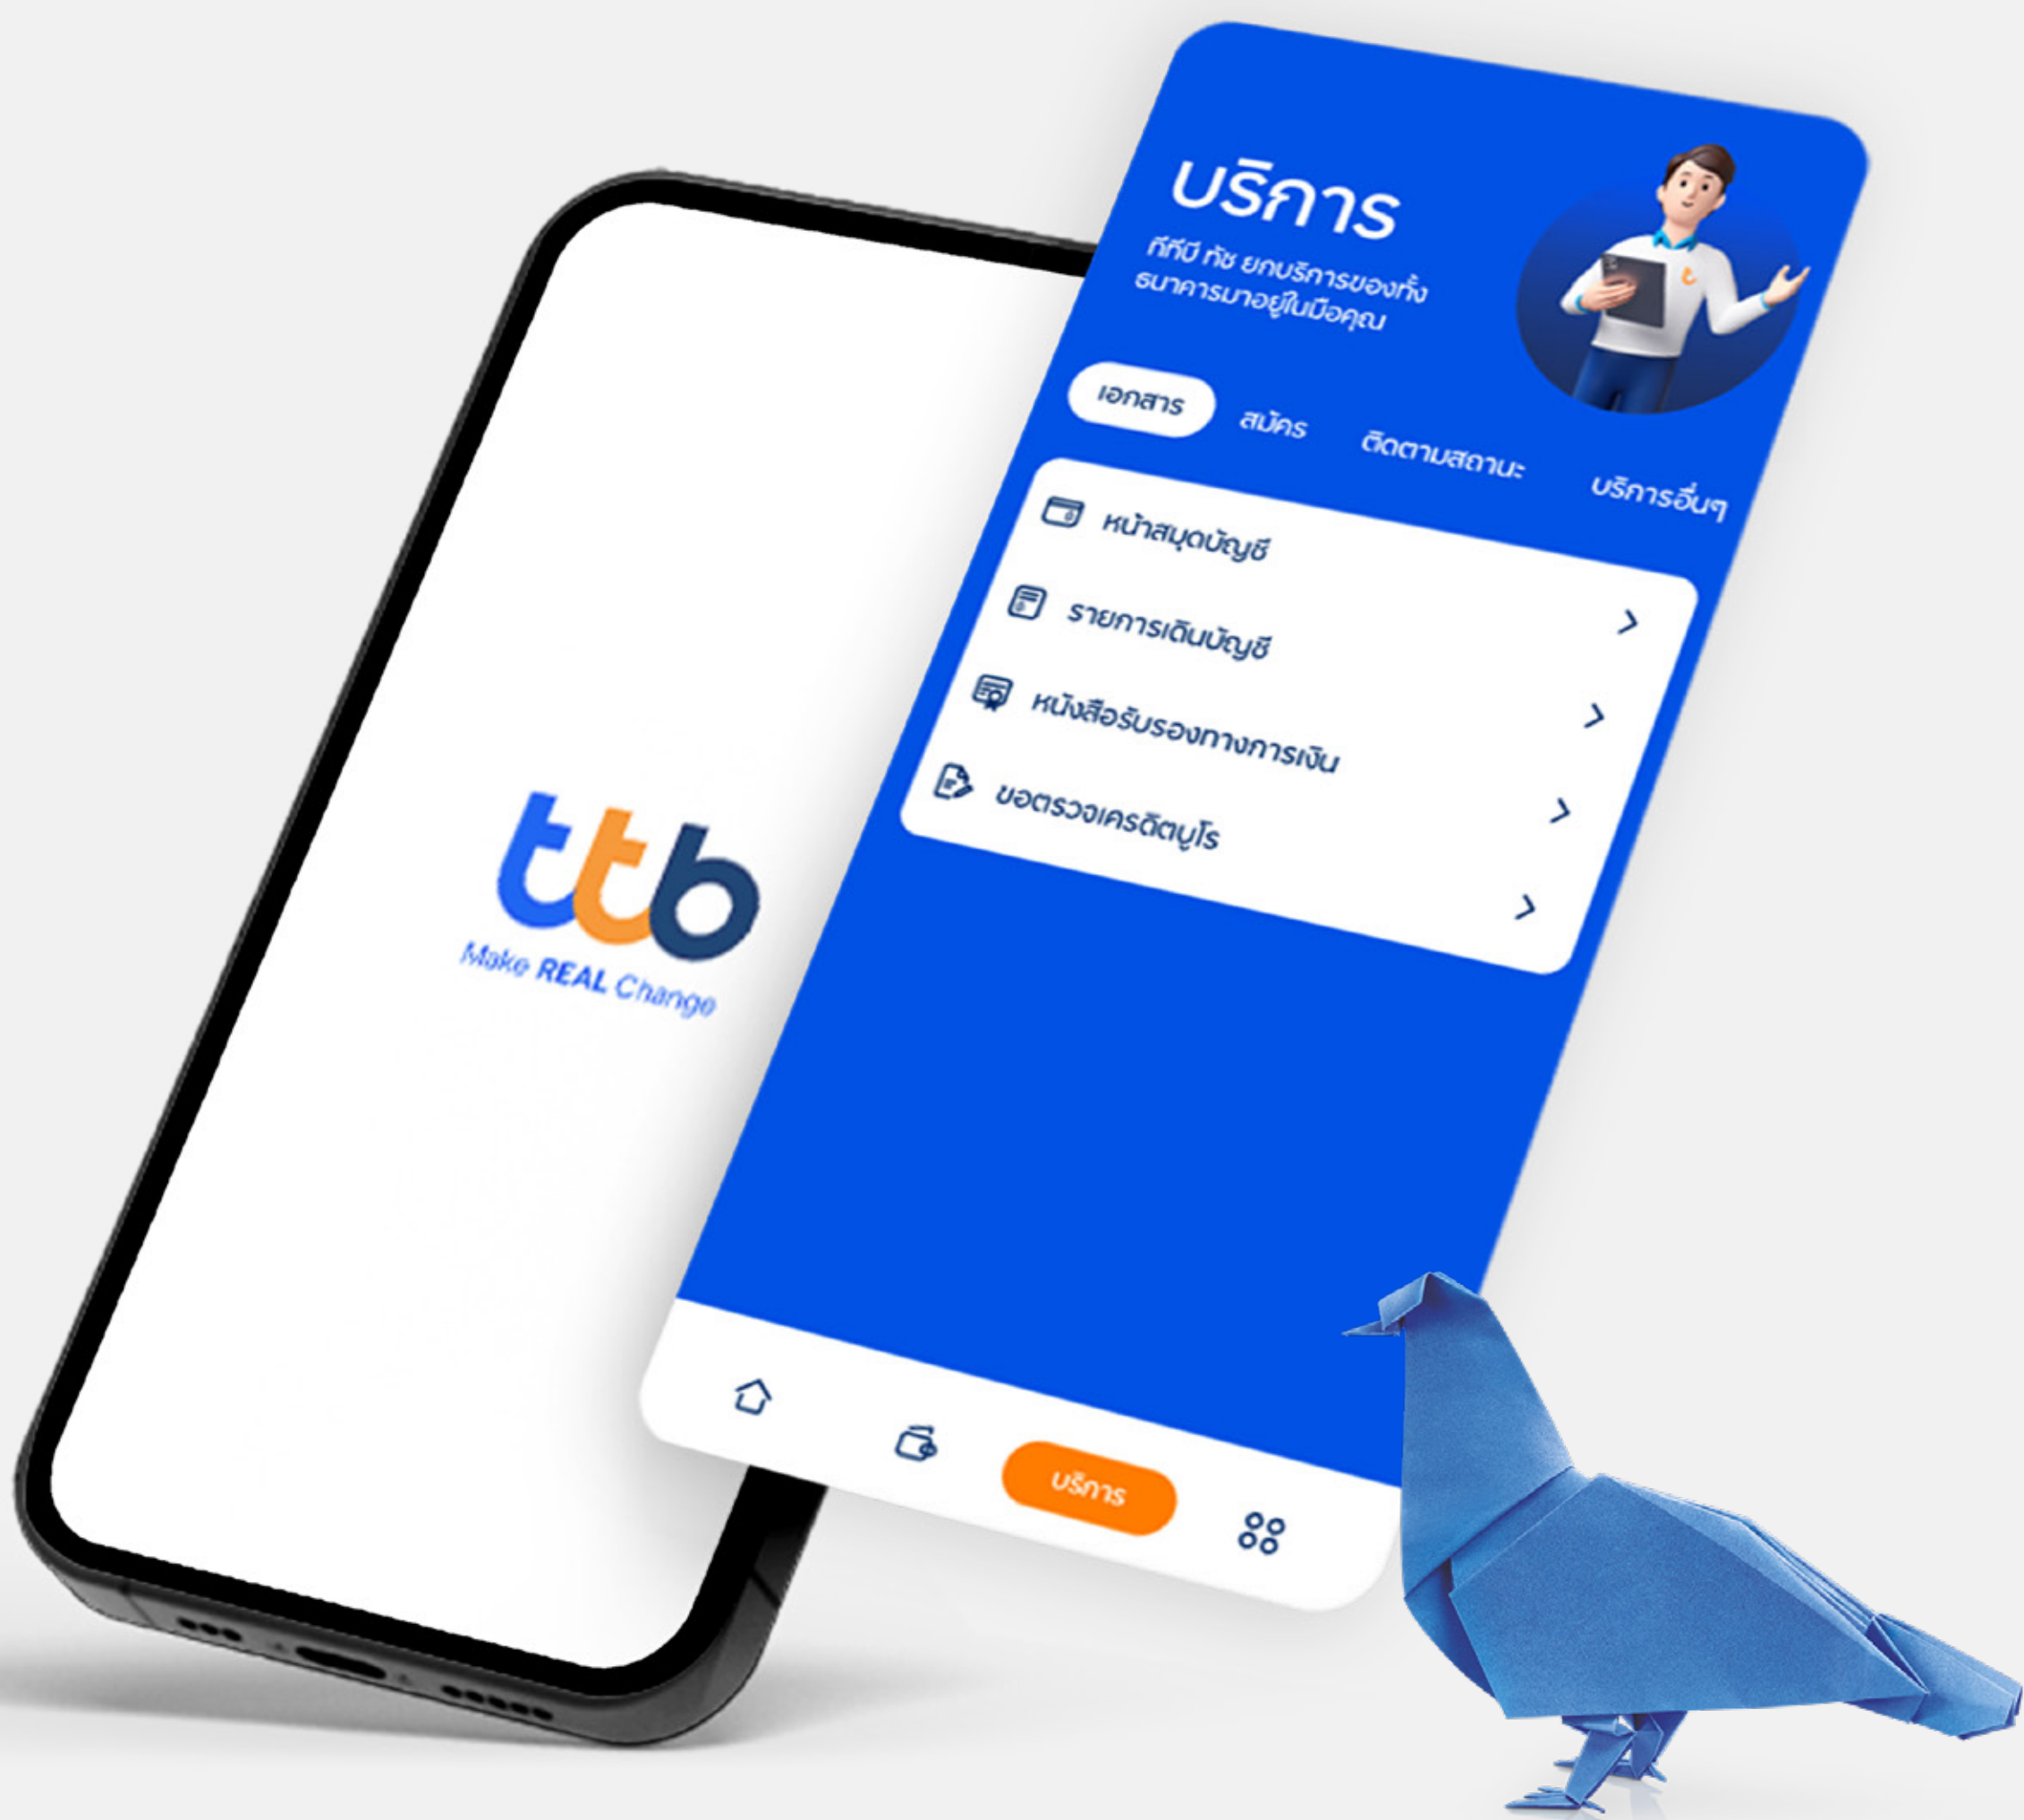 ttb
Make REAL Change
บริการ
ทีทีบี ทัช ยกบริการของทั้ง
ธนาคารมาอยู่ในมือคุณ
เอกสาร สมัคร ติดตามสถานะ บริการอื่นๆ
หน้าสมุดบัญชี
รายการเดินบัญชี
หนังสือรับรองทางการเงิน
ขอตรวจเครดิตบูโร
บริการ